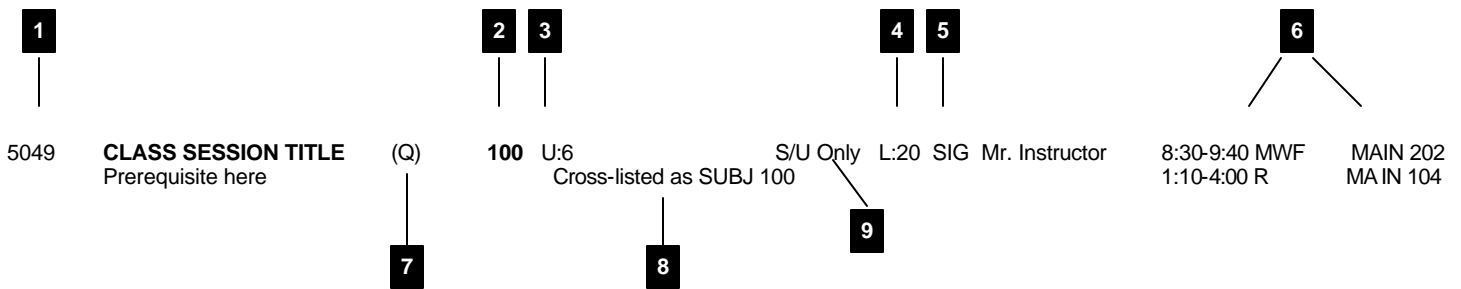 1 2 3 4 5 6
5049 CLASS SESSION TITLE (Q) 100 U:6 S/U Only L:20 SIG Mr. Instructor 8:30-9:40 MWF MAIN 202
Prerequisite here Cross-listed as SUBJ 100 1:10-4:00 R MAIN 104
9
7 8